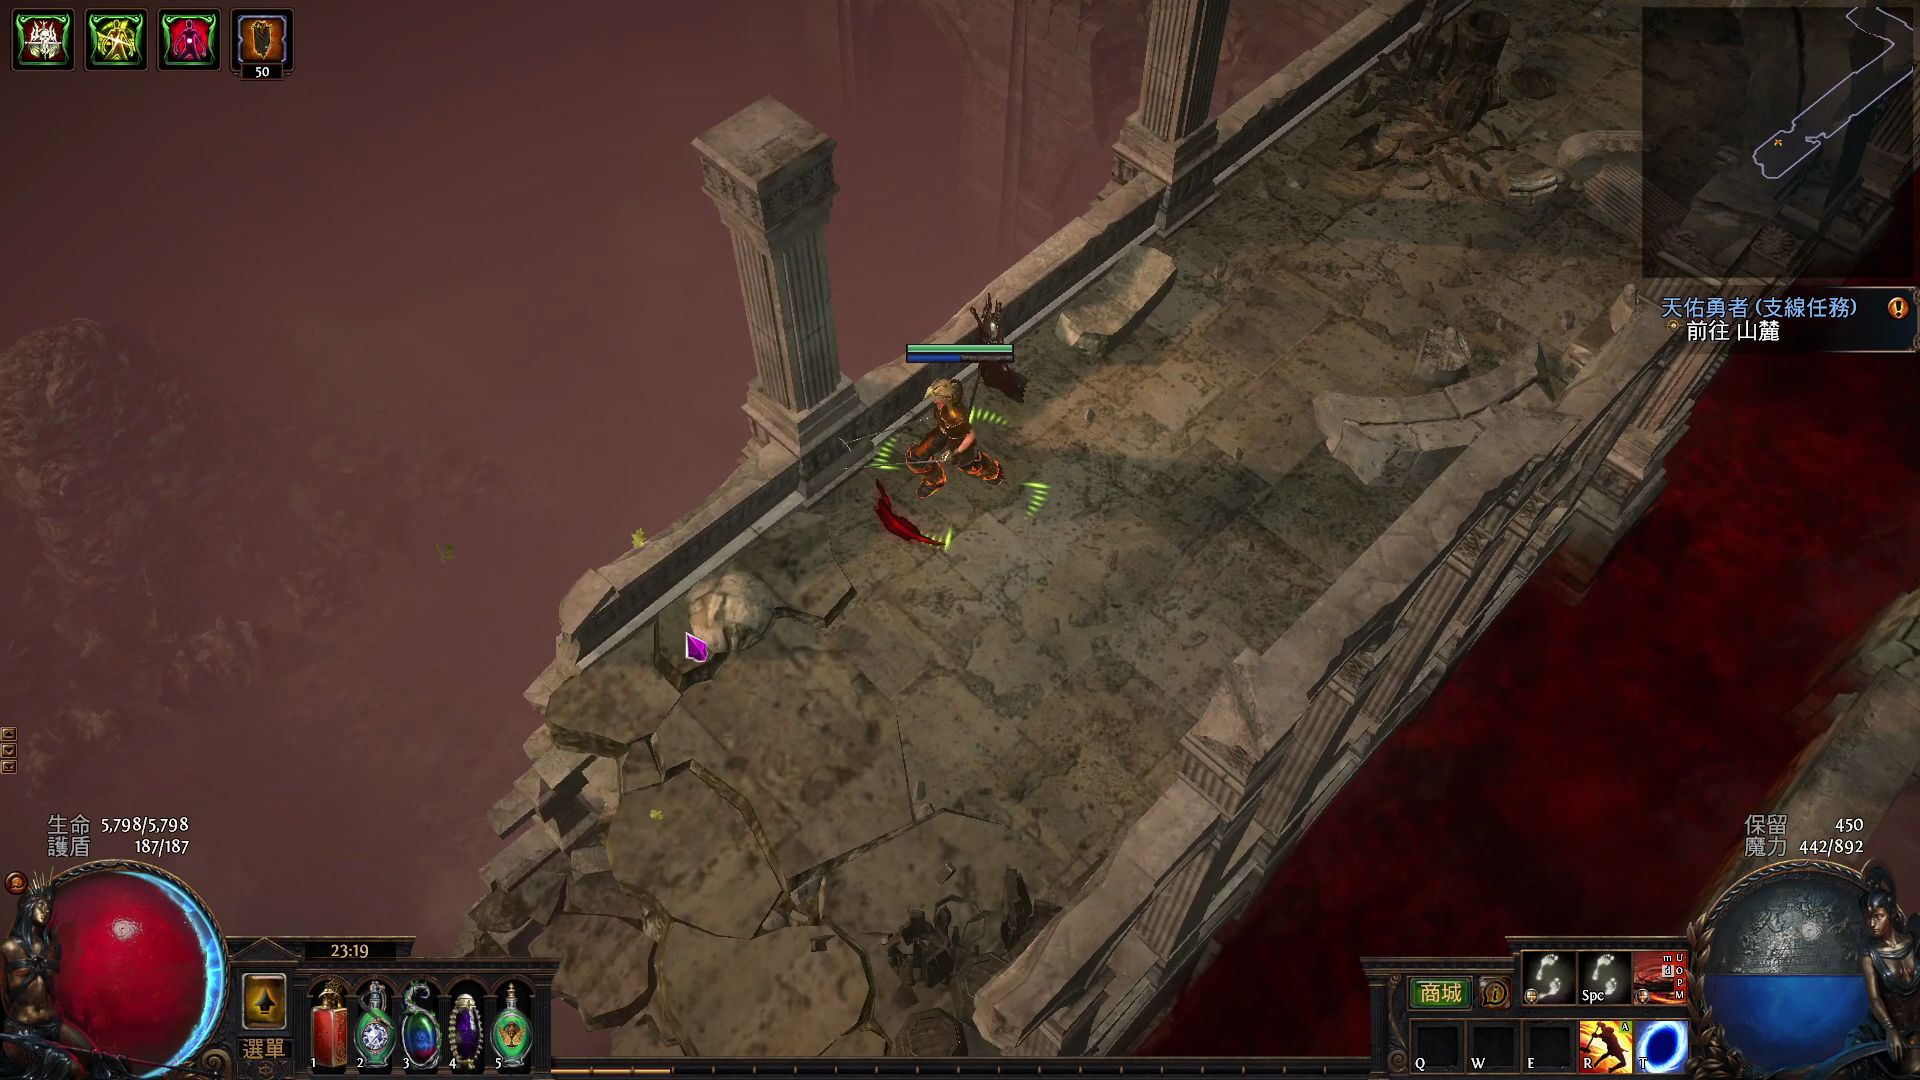 50
天佑勇者 (支線任務)
前往 山麓
生命 5,798/5,798
護盾 187/187
保留 450
魔力 442/892
23:19
選單
1 2 3 4 5
商城
Spc
m U
d O
P
M
Q W E R A T